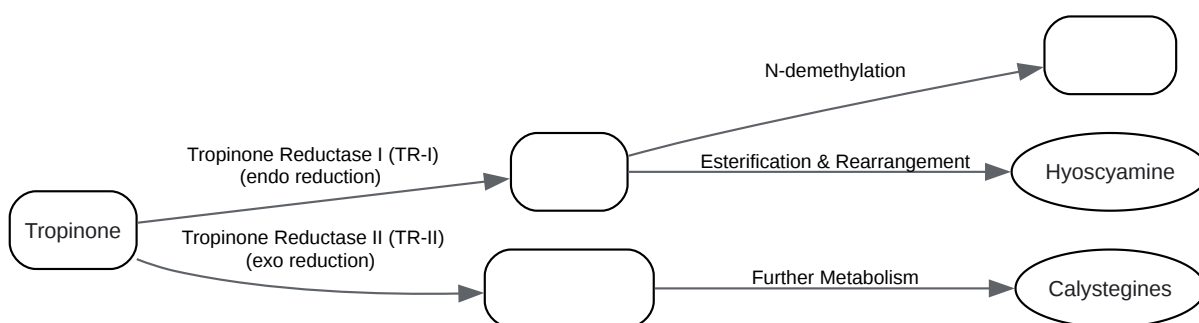 N-demethylation
Tropinone Reductase I (TR-I)
(endo reduction)
Esterification & Rearrangement
Hyoscyamine
Tropinone
Tropinone Reductase II (TR-II)
(exo reduction)
Further Metabolism
Calystegines